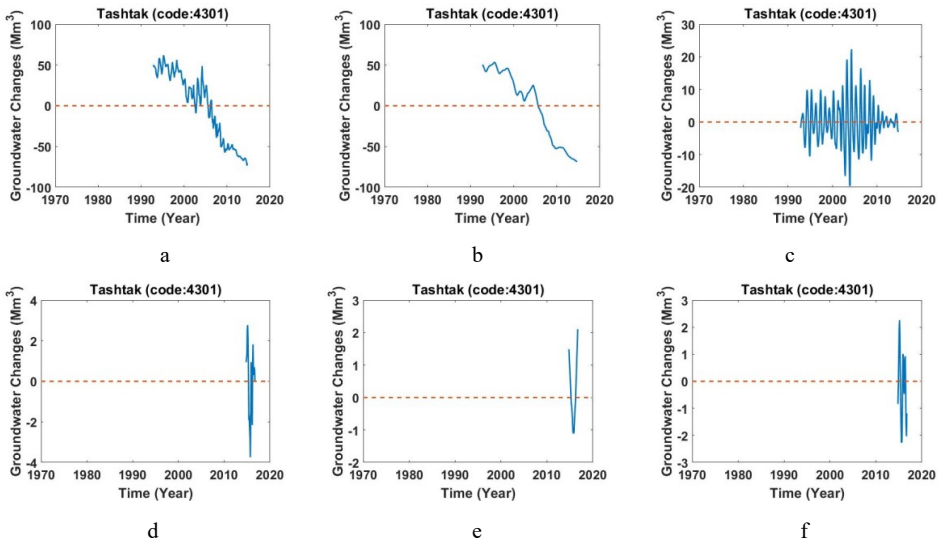 Tashtak (code:4301)
Groundwater Changes (Mm³)
100
50
0
-50
-100
1970 1980 1990 2000 2010 2020
Time (Year)
a
Tashtak (code:4301)
Groundwater Changes (Mm³)
100
50
0
-50
-100
1970 1980 1990 2000 2010 2020
Time (Year)
b
Tashtak (code:4301)
Groundwater Changes (Mm³)
30
20
10
0
-10
-20
1970 1980 1990 2000 2010 2020
Time (Year)
c
Tashtak (code:4301)
Groundwater Changes (Mm³)
4
2
0
-2
-4
1970 1980 1990 2000 2010 2020
Time (Year)
d
Tashtak (code:4301)
Groundwater Changes (Mm³)
3
2
1
0
-1
-2
1970 1980 1990 2000 2010 2020
Time (Year)
e
Tashtak (code:4301)
Groundwater Changes (Mm³)
3
2
1
0
-1
-2
-3
1970 1980 1990 2000 2010 2020
Time (Year)
f